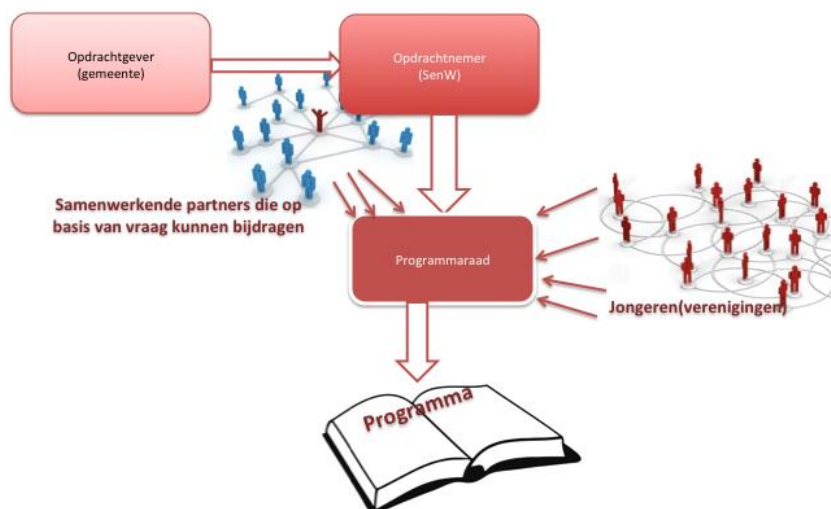 Opdrachtgever
(gemeente)
Opdrachtnemer
(SenW)
Samenwerkende partners die op
basis van vraag kunnen bijdragen
Programmaraad
Jongeren(verenigingen)
Programma